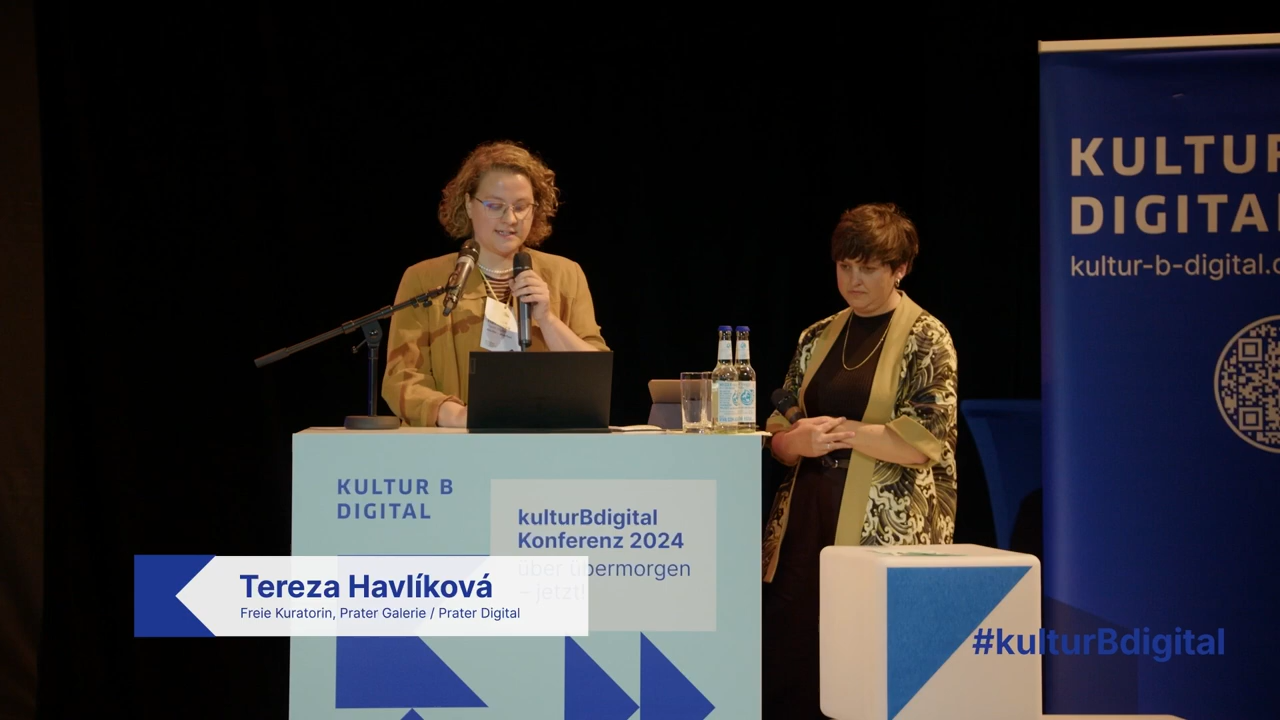 KULTUR
DIGITAL
kultur-b-digital.
KULTUR B
DIGITAL
kulturBdigital
Konferenz 2024
über übermorgen
– jetzt!
Tereza Havlíková
Freie Kuratorin, Prater Galerie / Prater Digital
#kulturBdigital